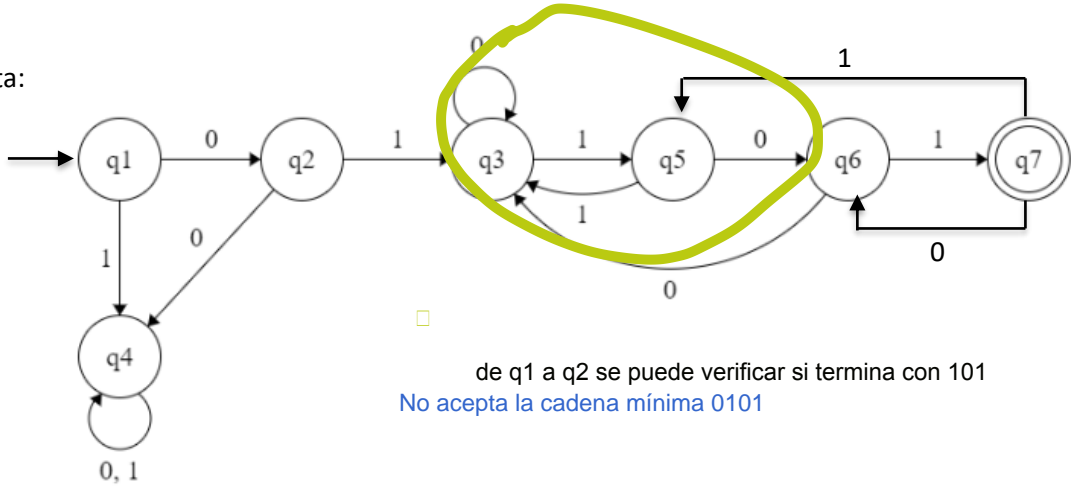 ta:
0
1
q1
0
q2
1
q3
1
q5
0
q6
1
q7
1
0
1
0
0
q4
0, 1
de q1 a q2 se puede verificar si termina con 101
No acepta la cadena mínima 0101